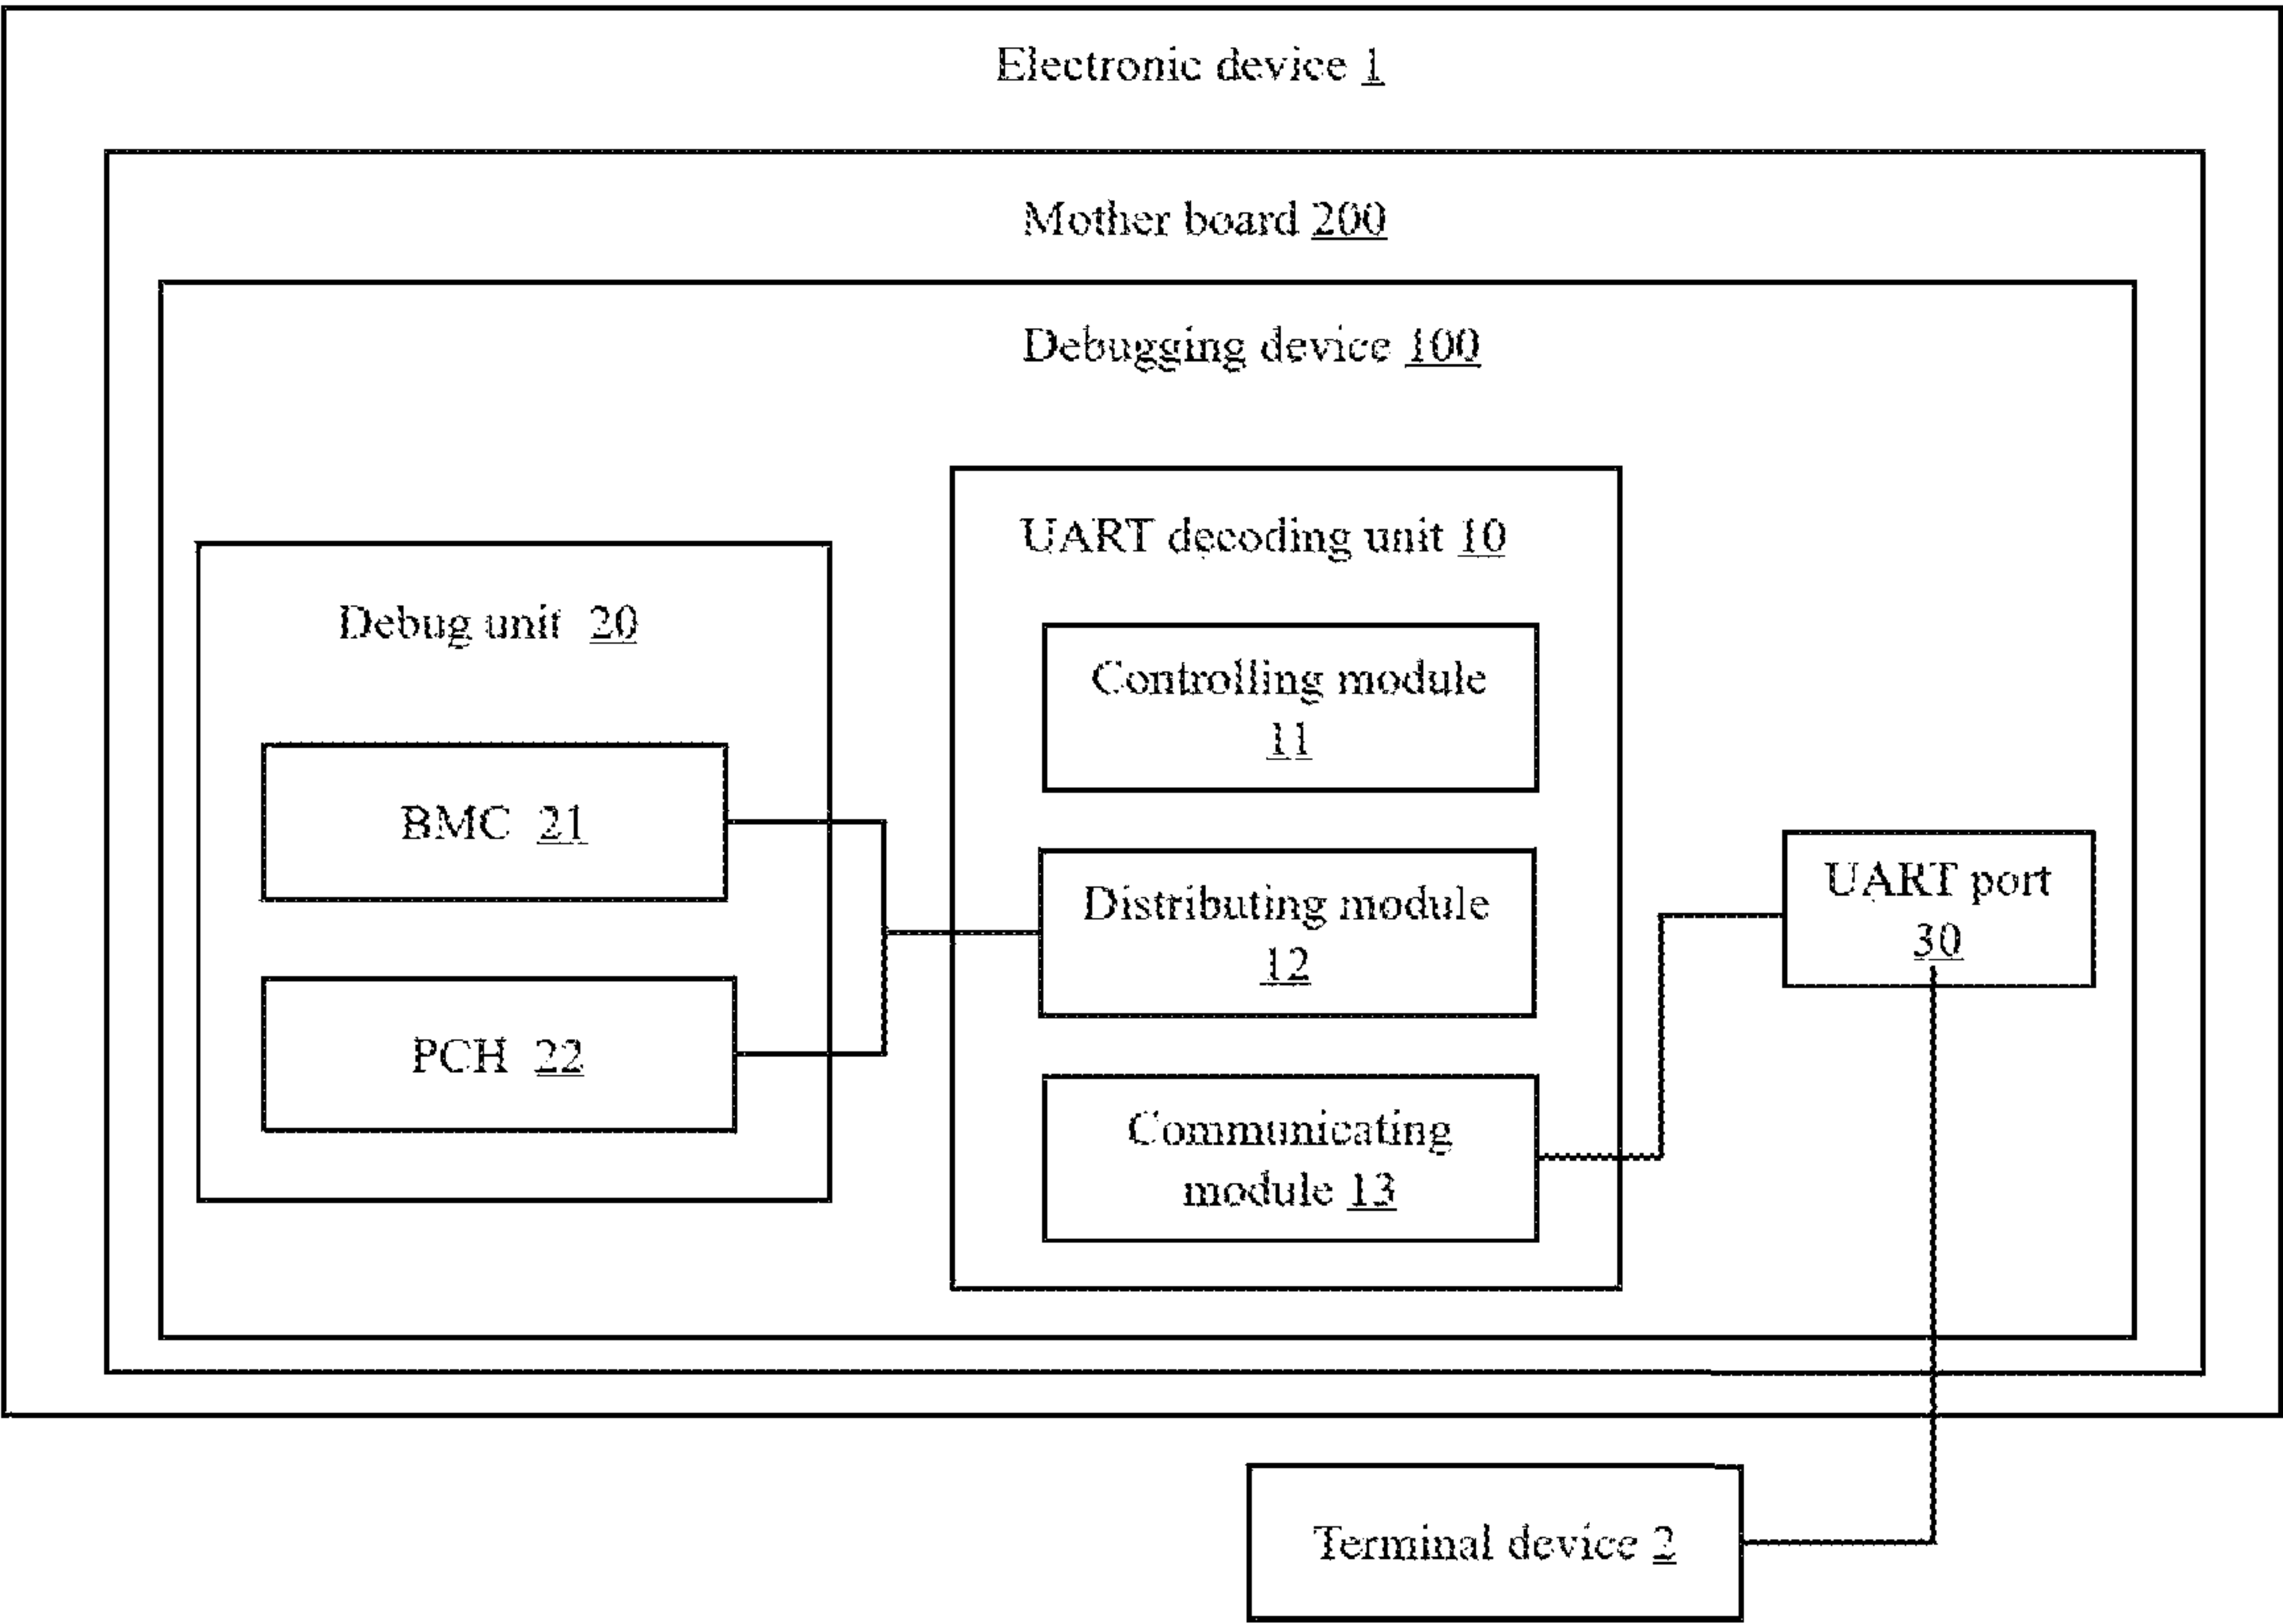 Electronic device 1
Mother board 200
Debugging device 100
UART decoding unit 10
Debug unit 20
Controlling module
11
BMC 21
Distributing module
12
UART port
30
PCH 22
Communicating
module 13
Terminal device 2